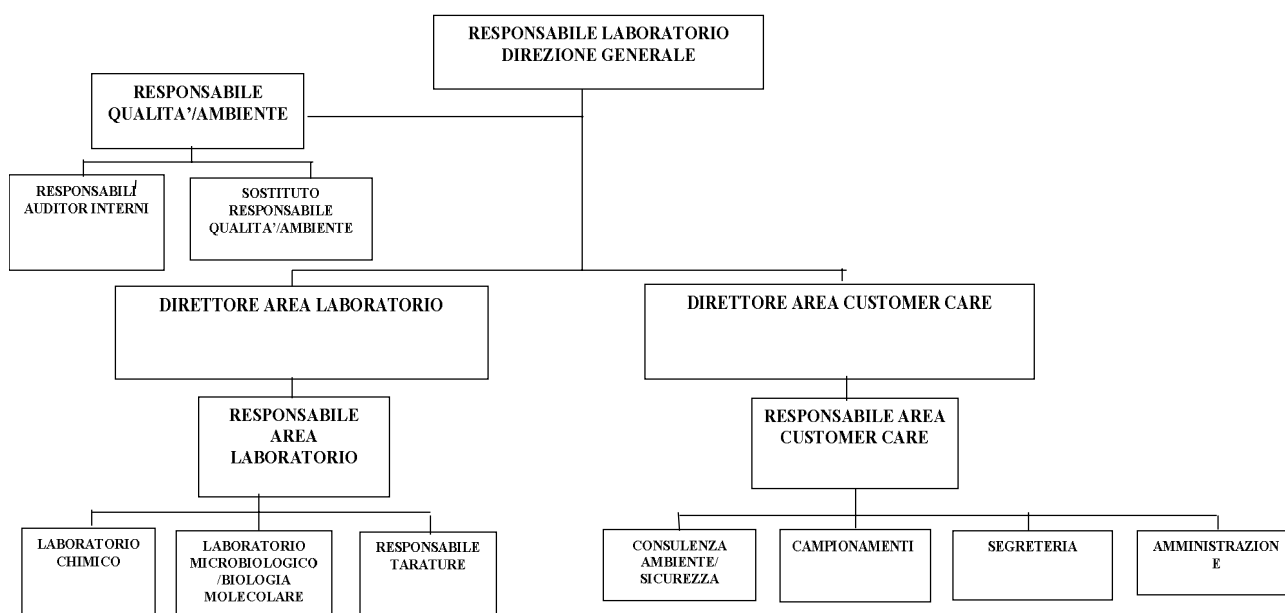 RESPONSABILE LABORATORIO
DIREZIONE GENERALE
RESPONSABILE
QUALITA'/AMBIENTE
RESPONSABILI
AUDITOR INTERNI
SOSTITUTO
RESPONSABILE
QUALITA'/AMBIENTE
DIRETTORE AREA LABORATORIO
DIRETTORE AREA CUSTOMER CARE
RESPONSABILE
AREA
LABORATORIO
RESPONSABILE AREA
CUSTOMER CARE
LABORATORIO
CHIMICO
LABORATORIO
MICROBIOLOGICO
/BIOLOGIA
MOLECOLARE
RESPONSABILE
TARATURE
CONSULENZA
AMBIENTE/
SICUREZZA
CAMPIONAMENTI
SEGRETERIA
AMMINISTRAZION
E